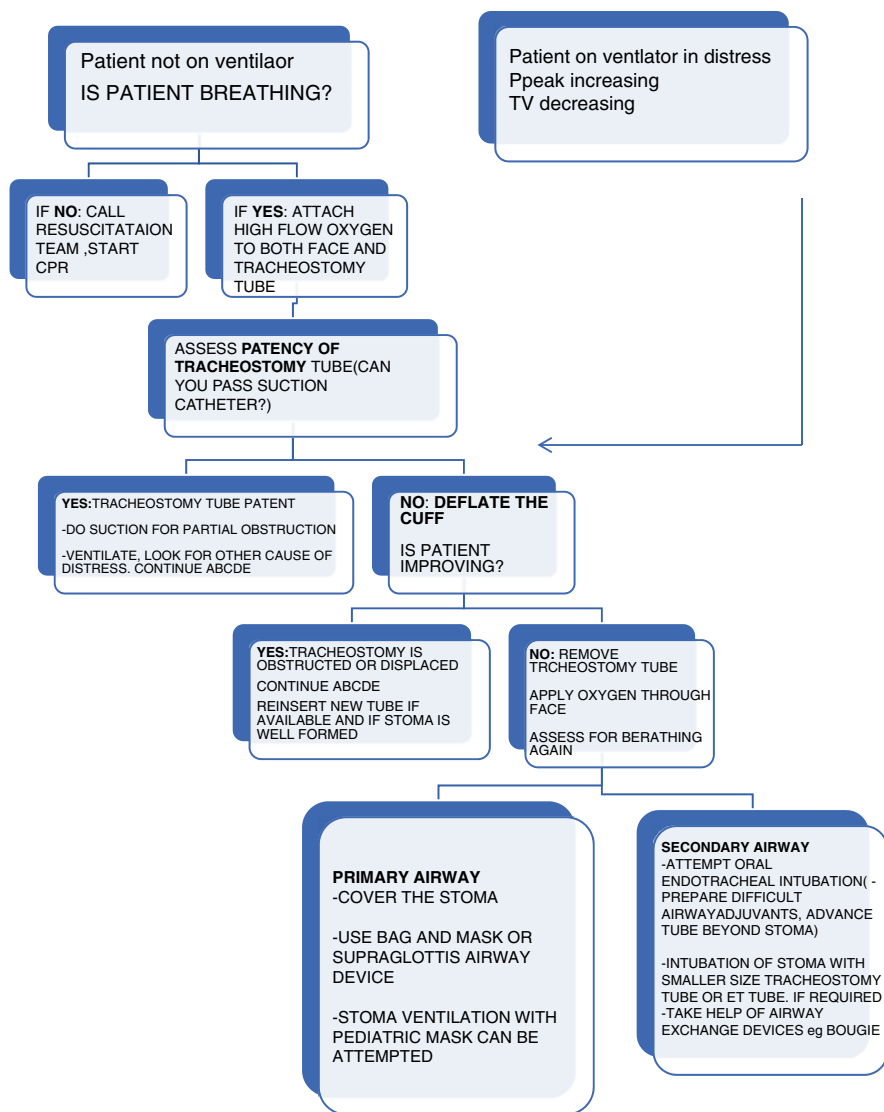 Patient not on ventilaor
IS PATIENT BREATHING?
Patient on ventlator in distress
Ppeak increasing
TV decreasing
IF NO: CALL
RESUSCITATAION
TEAM ,START
CPR
IF YES: ATTACH
HIGH FLOW OXYGEN
TO BOTH FACE AND
TRACHEOSTOMY
TUBE
ASSESS PATENCY OF
TRACHEOSTOMY TUBE(CAN
YOU PASS SUCTION
CATHETER?)
YES:TRACHEOSTOMY TUBE PATENT
-DO SUCTION FOR PARTIAL OBSTRUCTION
-VENTILATE, LOOK FOR OTHER CAUSE OF
DISTRESS. CONTINUE ABCDE
NO: DEFLATE THE
CUFF
IS PATIENT
IMPROVING?
YES:TRACHEOSTOMY IS
OBSTRUCTED OR DISPLACED
CONTINUE ABCDE
REINSERT NEW TUBE IF
AVAILABLE AND IF STOMA IS
WELL FORMED
NO: REMOVE
TRCHEOSTOMY TUBE
APPLY OXYGEN THROUGH
FACE
ASSESS FOR BERATHING
AGAIN
PRIMARY AIRWAY
-COVER THE STOMA
-USE BAG AND MASK OR
SUPRAGLOTTIS AIRWAY
DEVICE
-STOMA VENTILATION WITH
PEDIATRIC MASK CAN BE
ATTEMPTED
SECONDARY AIRWAY
-ATTEMPT ORAL
ENDOTRACHEAL INTUBATION( -
PREPARE DIFFICULT
AIRWAYADJUVANTS, ADVANCE
TUBE BEYOND STOMA)
-INTUBATION OF STOMA WITH
SMALLER SIZE TRACHEOSTOMY
TUBE OR ET TUBE. IF REQUIRED
-TAKE HELP OF AIRWAY
EXCHANGE DEVICES eg BOUGIE